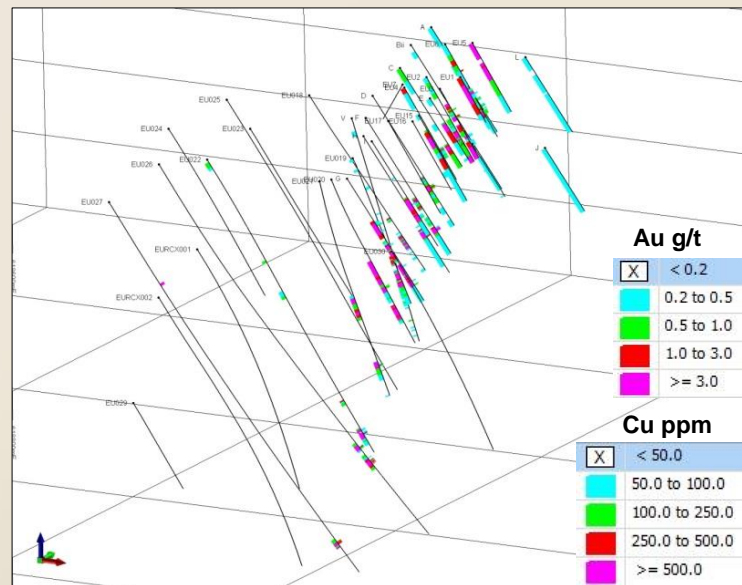 A
Bii
EU6
EU5
L
C
EU2
EU1
EU7
EU4
E
EU018
D
EU025
EU15
V
F
EU17
EU16
EU024
EU023
J
EU026
EU022
EU019
EU020
G
EU027
EURCX001
EU030
EURCX002
EU029
Au g/t
X < 0.2
0.2 to 0.5
0.5 to 1.0
1.0 to 3.0
>= 3.0
Cu ppm
X < 50.0
50.0 to 100.0
100.0 to 250.0
250.0 to 500.0
>= 500.0